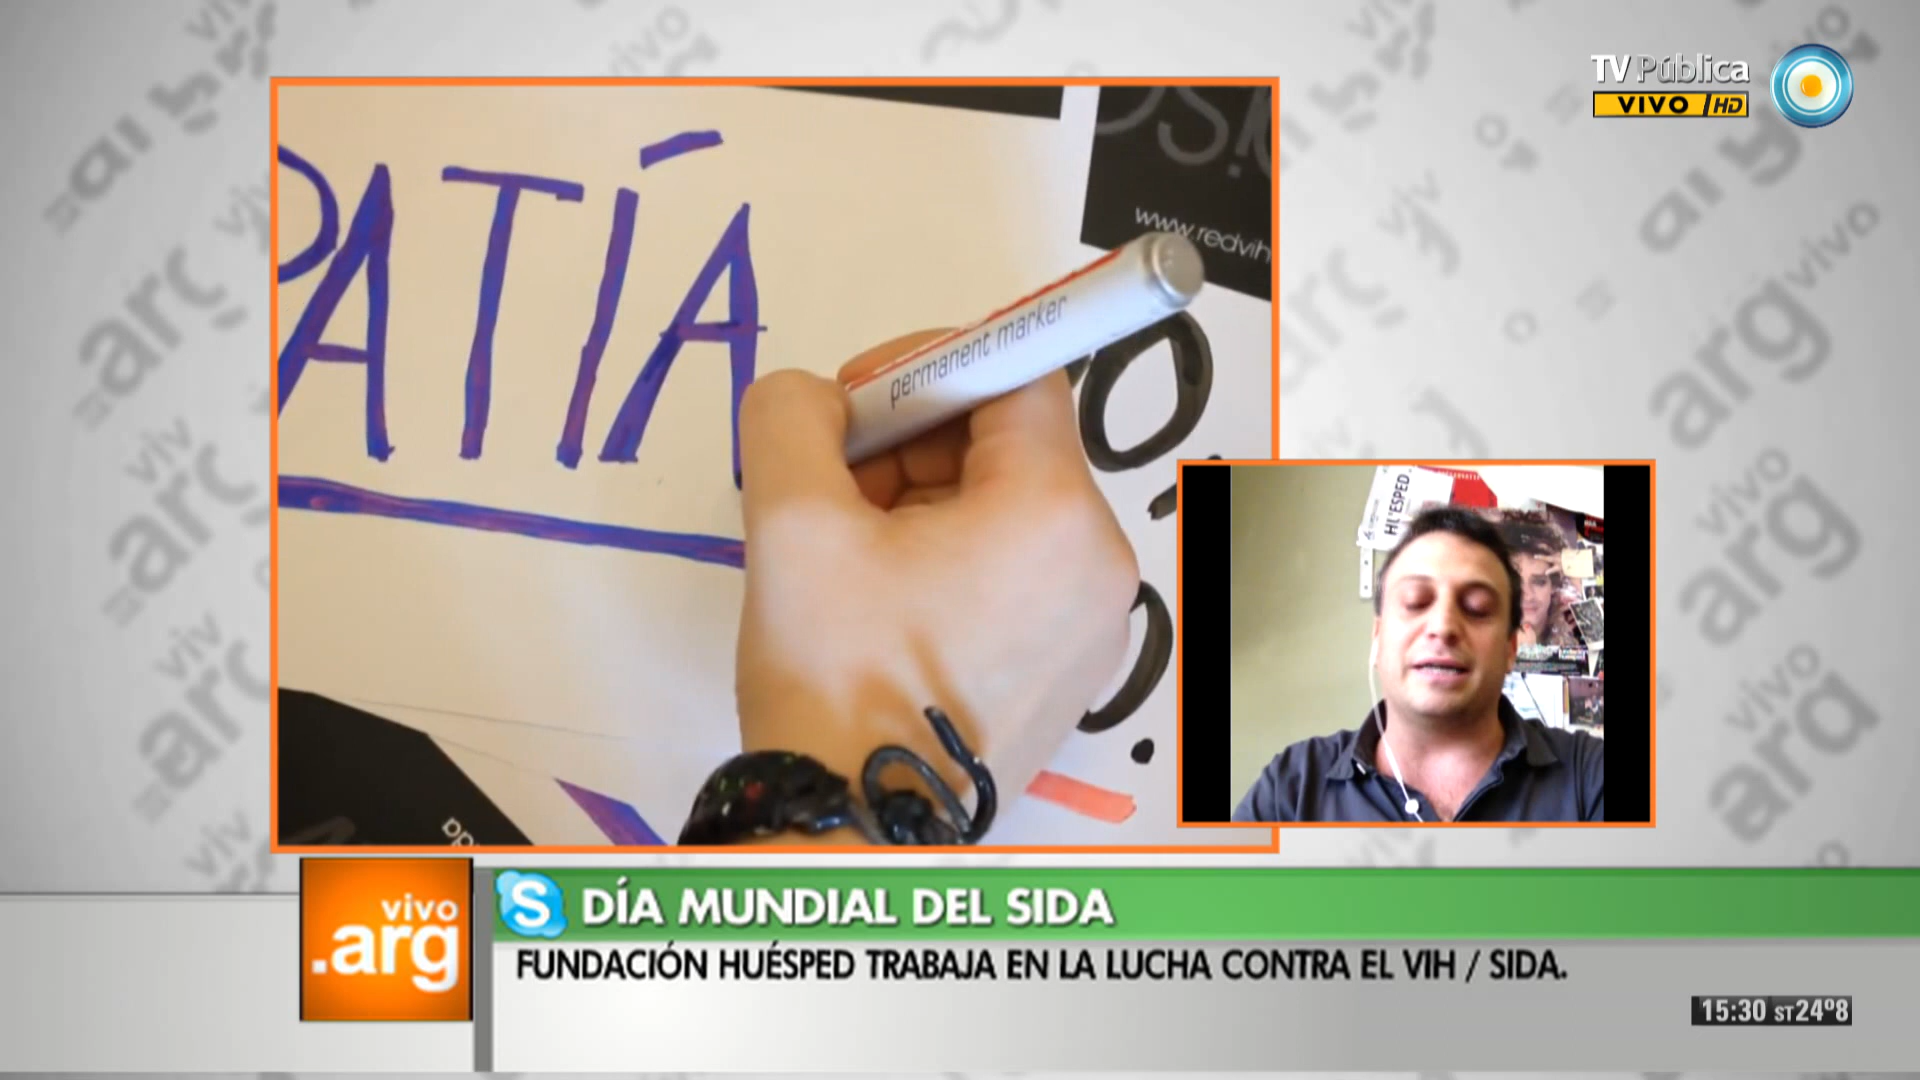 TV Pública
VIVO HD
PATÍA
www.redvih
permanent marker
HUÉSPED
vivo
.arg
DÍA MUNDIAL DEL SIDA
FUNDACIÓN HUÉSPED TRABAJA EN LA LUCHA CONTRA EL VIH / SIDA.
15:30 ST24º8